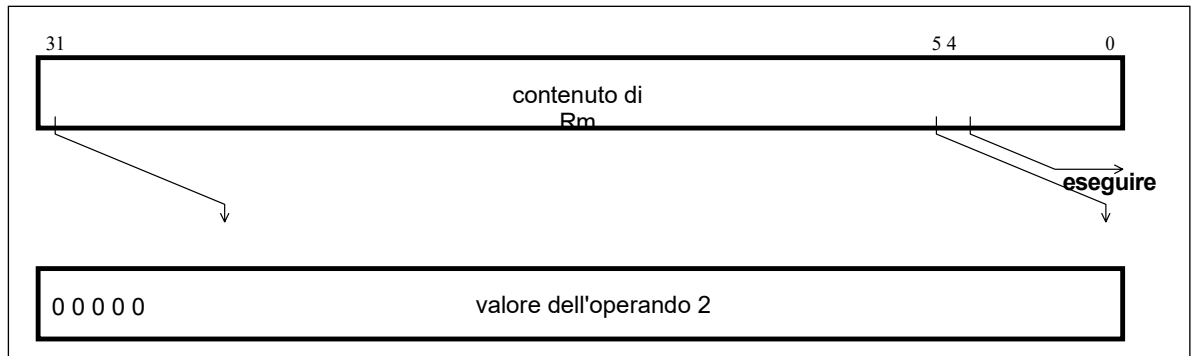 31 5 4 0
contenuto di
Rm
eseguire
0 0 0 0 0 valore dell'operando 2